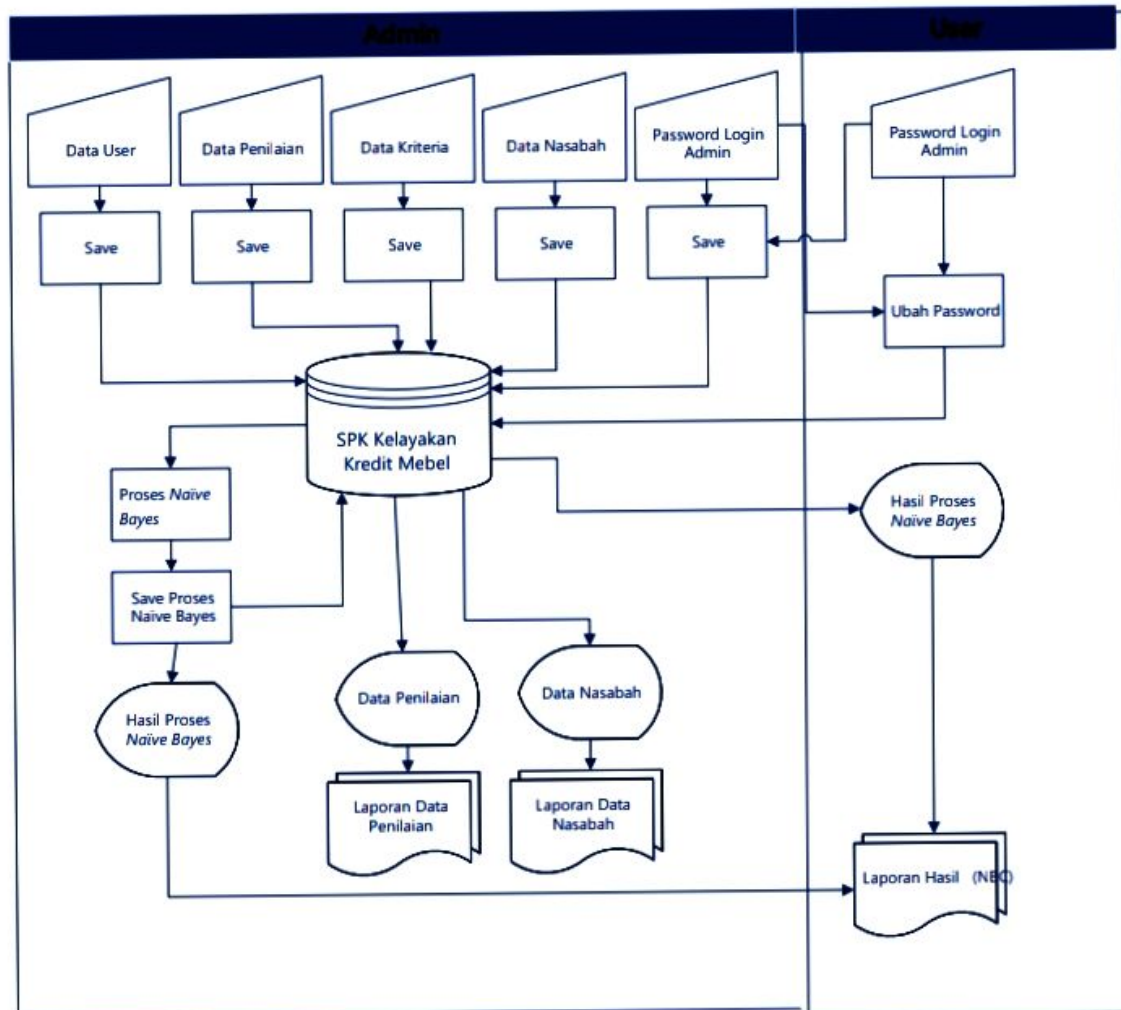 Admin
User
Data User
Data Penilaian
Data Kriteria
Data Nasabah
Password Login
Admin
Password Login
Admin
Save
Save
Save
Save
Save
Ubah Password
SPK Kelayakan
Kredit Mebel
Proses Naïve
Bayes
Hasil Proses
Naïve Bayes
Save Proses
Naïve Bayes
Data Penilaian
Data Nasabah
Hasil Proses
Naïve Bayes
Laporan Data
Penilaian
Laporan Data
Nasabah
Laporan Hasil (NBC)